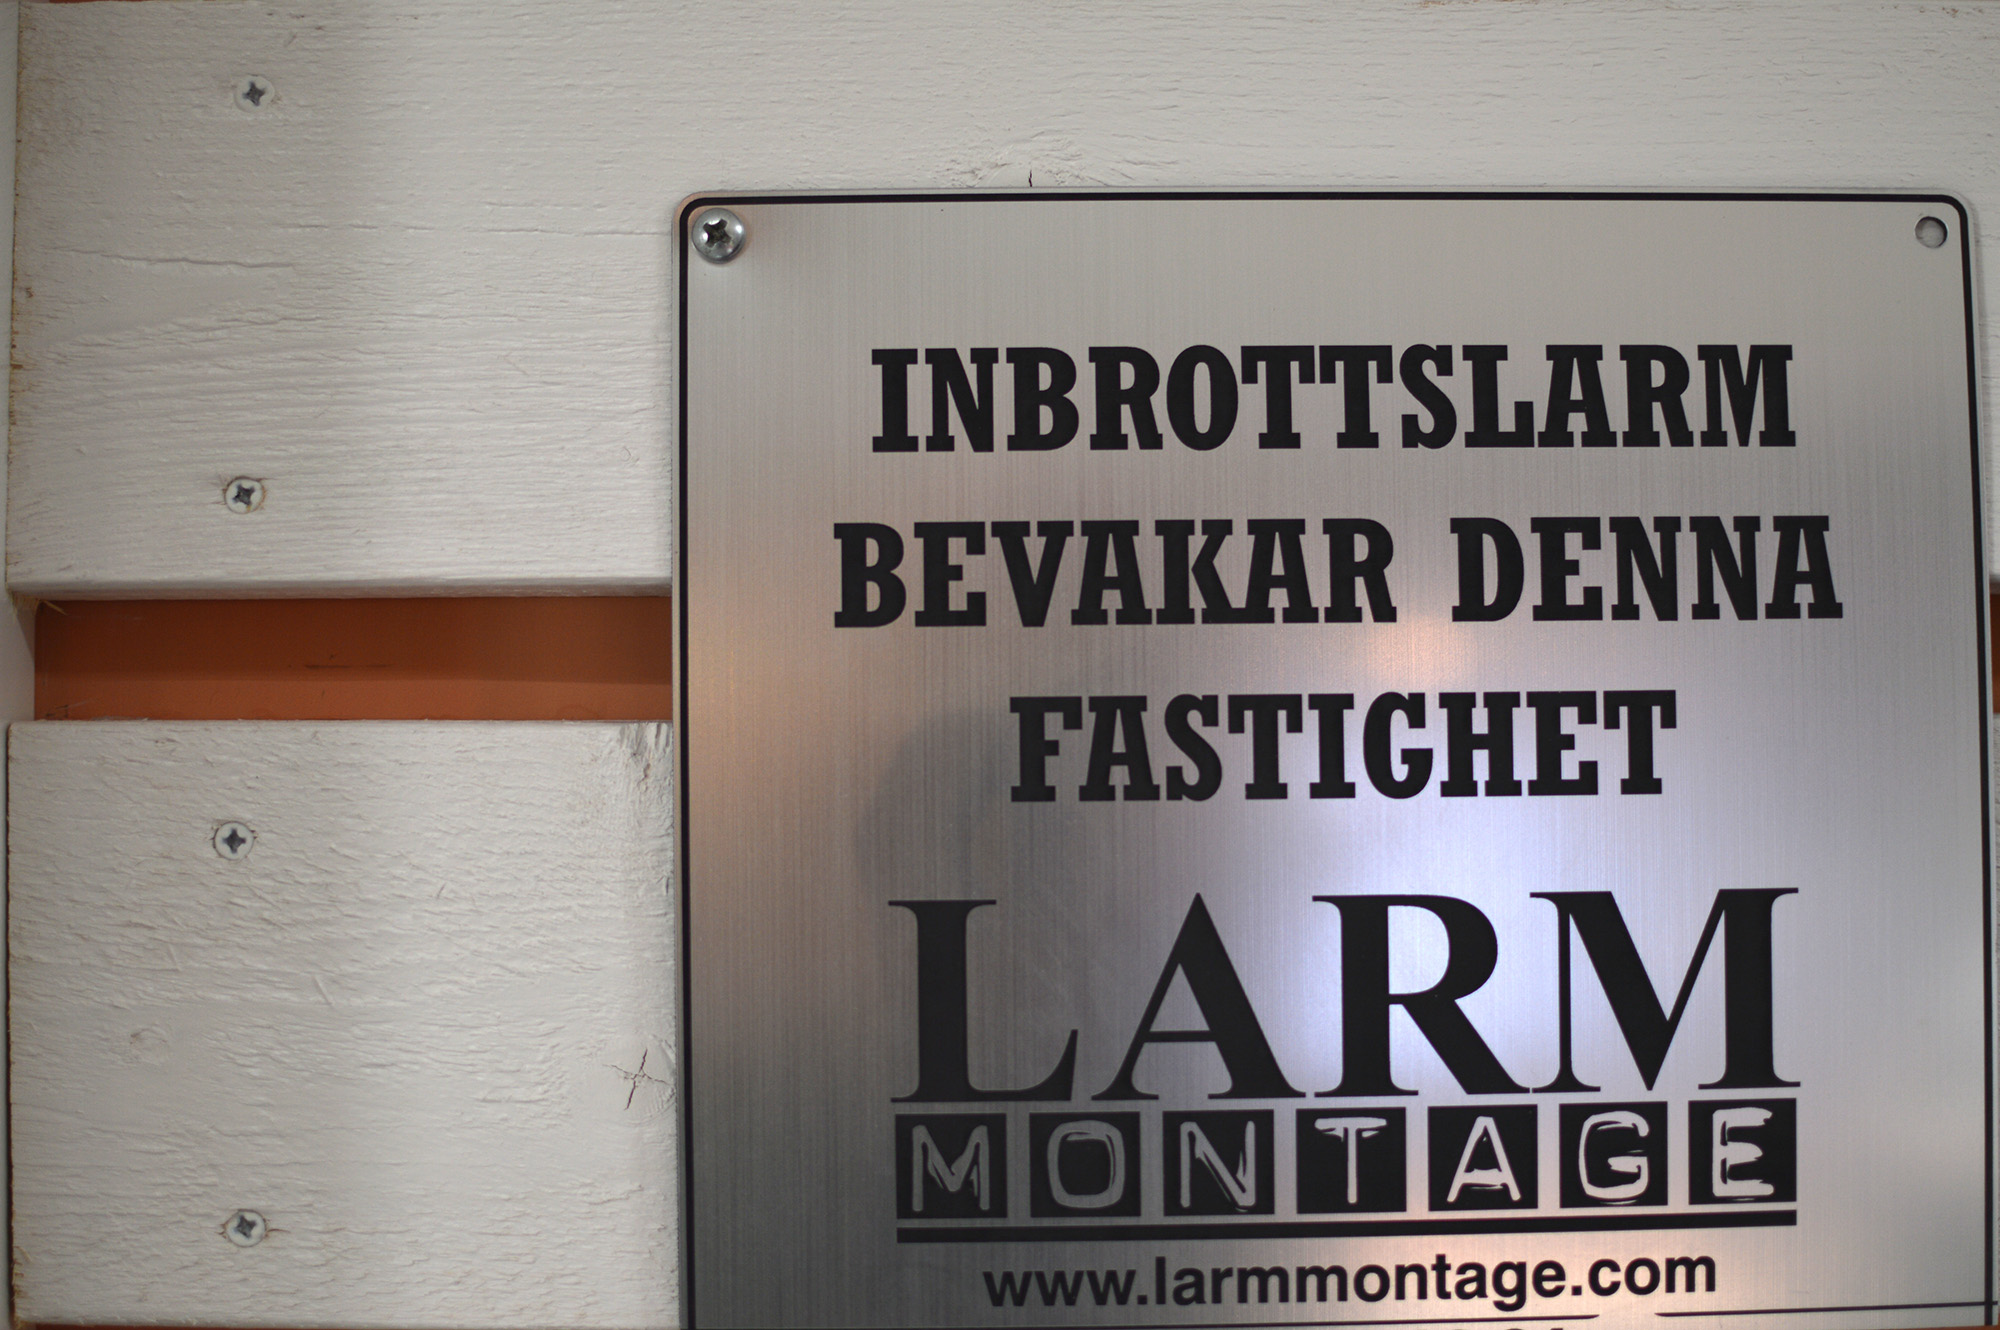 INBROTTSLARM
BEVAKAR DENNA
FASTIGHET
LARM
MONTAGE
www.larmmontage.com